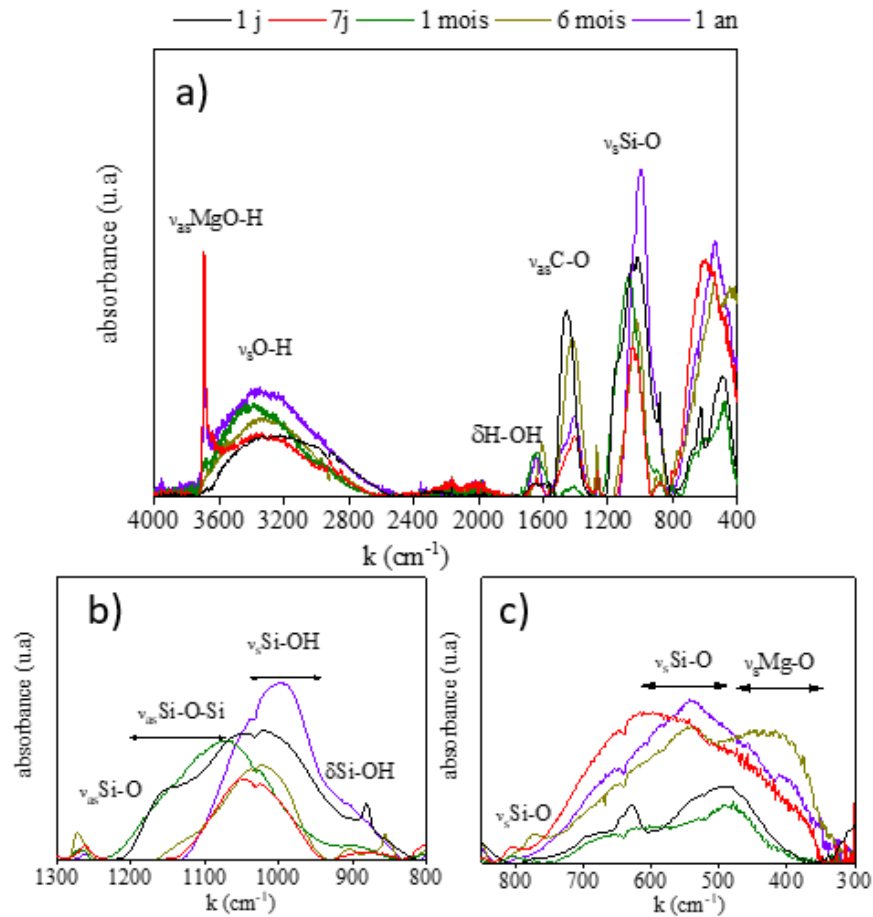 1 j 7j 1 mois 6 mois 1 an
a)
νsSi-O
νasMgO-H
νasC-O
νsO-H
δH-OH
absorbance (u.a)
4000 3600 3200 2800 2400 2000 1600 1200 800 400
k (cm-1)
b)
νsSi-OH
νasSi-O-Si
δSi-OH
νasSi-O
absorbance (u.a)
1300 1200 1100 1000 900 800
k (cm-1)
c)
νsSi-O νsMg-O
νsSi-O
absorbance (u.a)
800 700 600 500 400 300
k (cm-1)